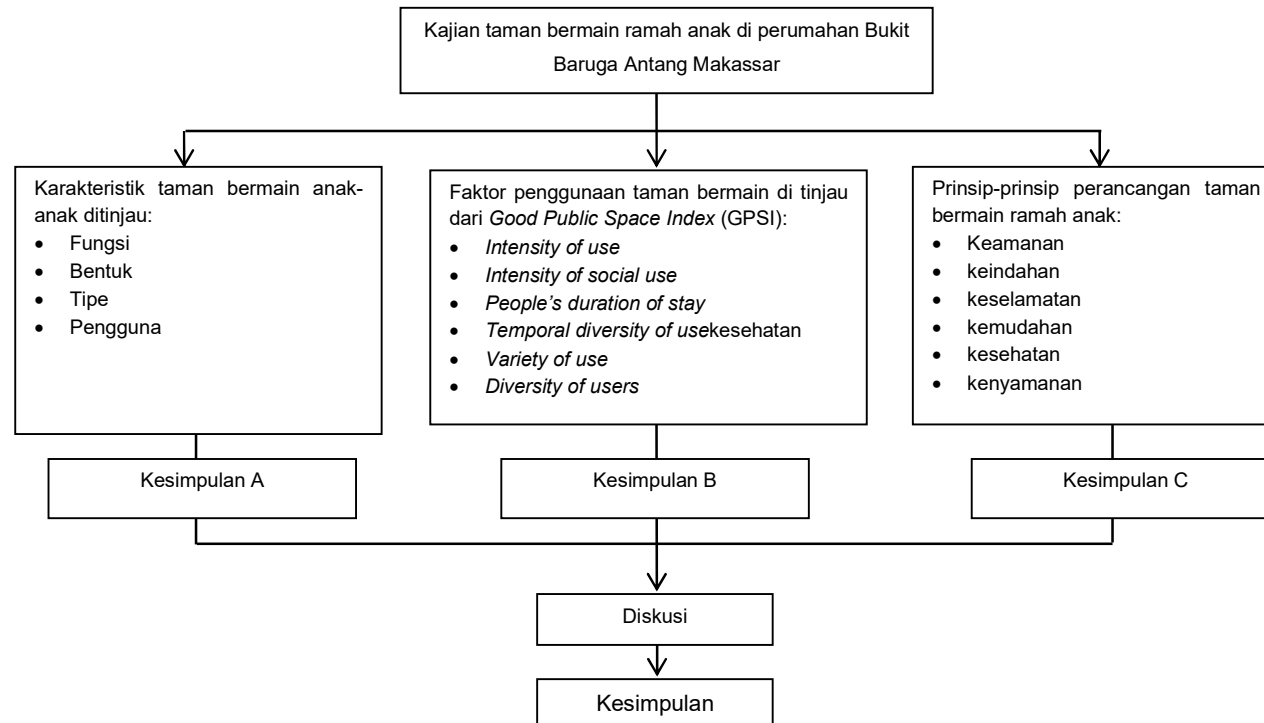 Kajian taman bermain ramah anak di perumahan Bukit
Baruga Antang Makassar
Karakteristik taman bermain anak-
anak ditinjau:
• Fungsi
• Bentuk
• Tipe
• Pengguna
Faktor penggunaan taman bermain di tinjau
dari Good Public Space Index (GPSI):
• Intensity of use
• Intensity of social use
• People's duration of stay
• Temporal diversity of usekesehatan
• Variety of use
• Diversity of users
Prinsip-prinsip perancangan taman
bermain ramah anak:
• Keamanan
• keindahan
• keselamatan
• kemudahan
• kesehatan
• kenyamanan
Kesimpulan A
Kesimpulan B
Kesimpulan C
Diskusi
Kesimpulan